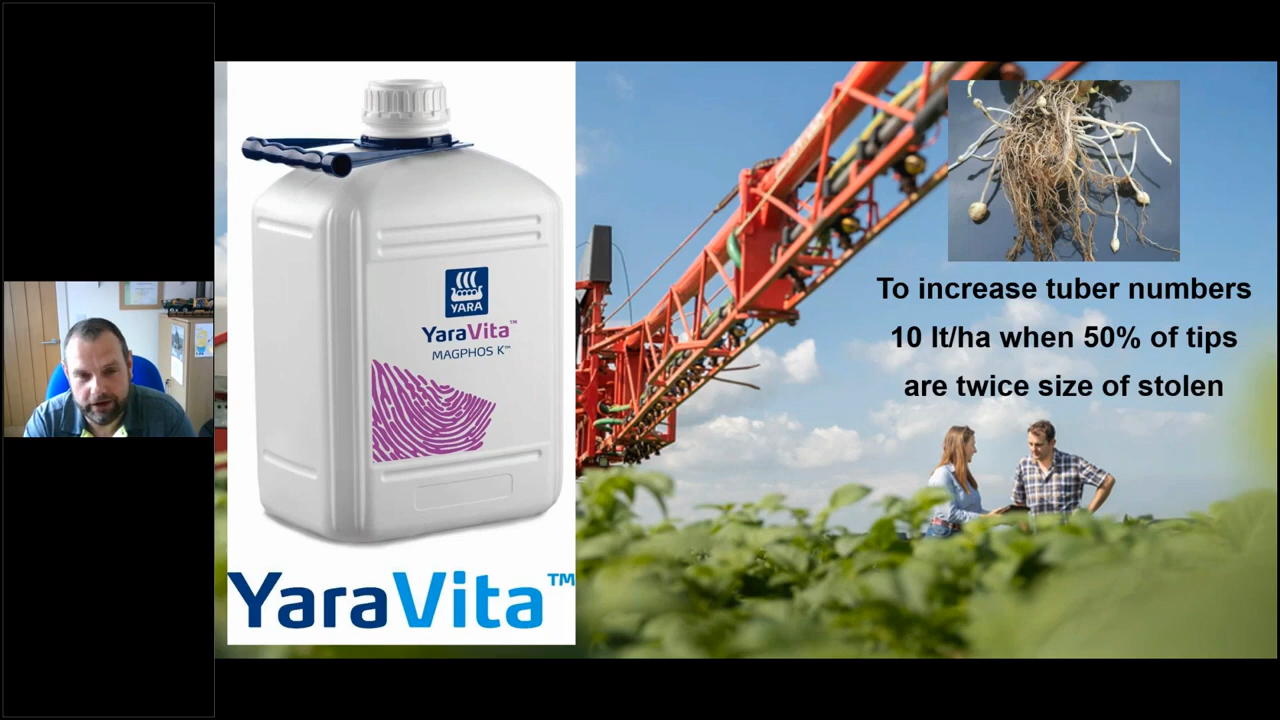 YARA
YaraVita™
MAGPHOS K™
YaraVita™
To increase tuber numbers
10 lt/ha when 50% of tips
are twice size of stolen